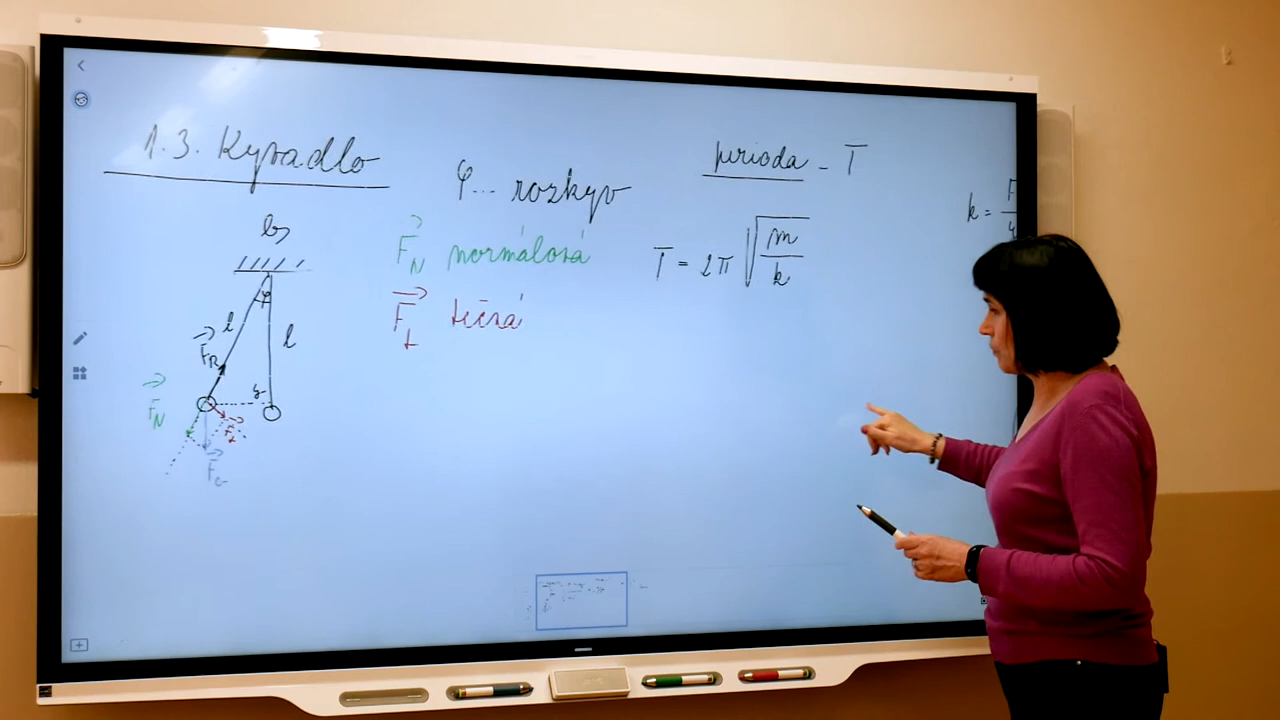 1.3. Kyvadlo
φ... rozkyv
perioda - T
F_N normálová
F_t tečná
T = 2π √(m/k)
k = F
l
φ
l
F_R
F_N
F_t
F_G